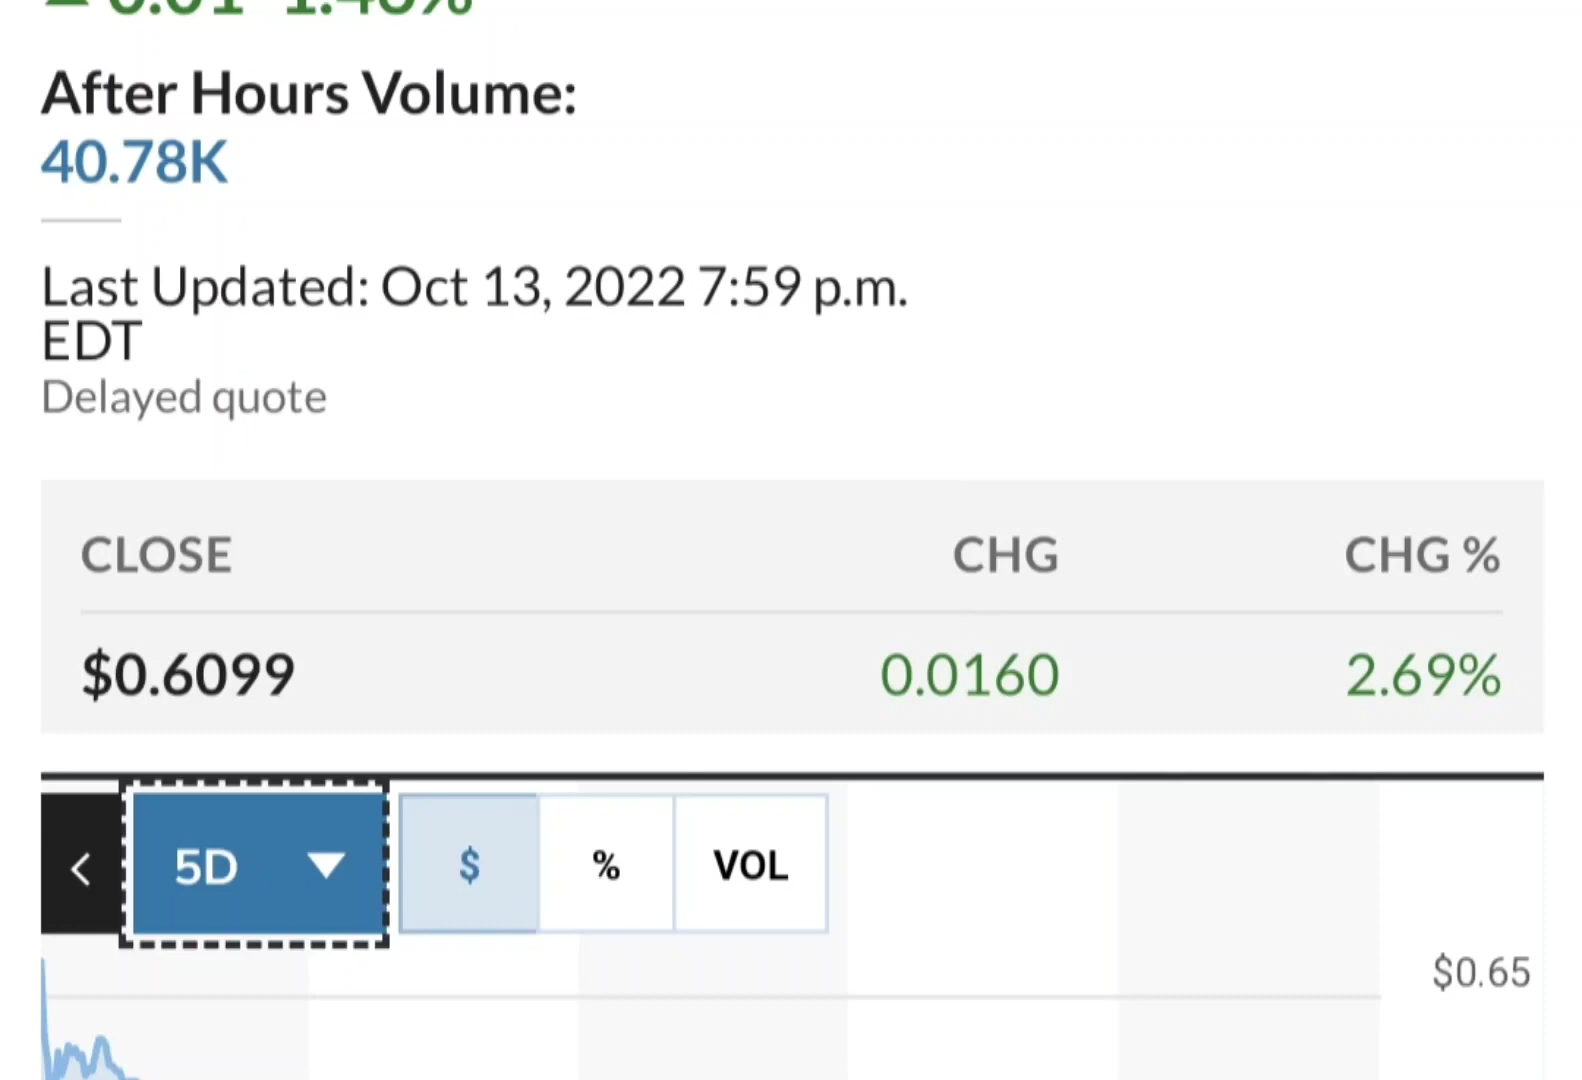 After Hours Volume:
40.78K
Last Updated: Oct 13, 2022 7:59 p.m.
EDT
Delayed quote
CLOSE CHG CHG %
$0.6099 0.0160 2.69%
5D $ % VOL
$0.65